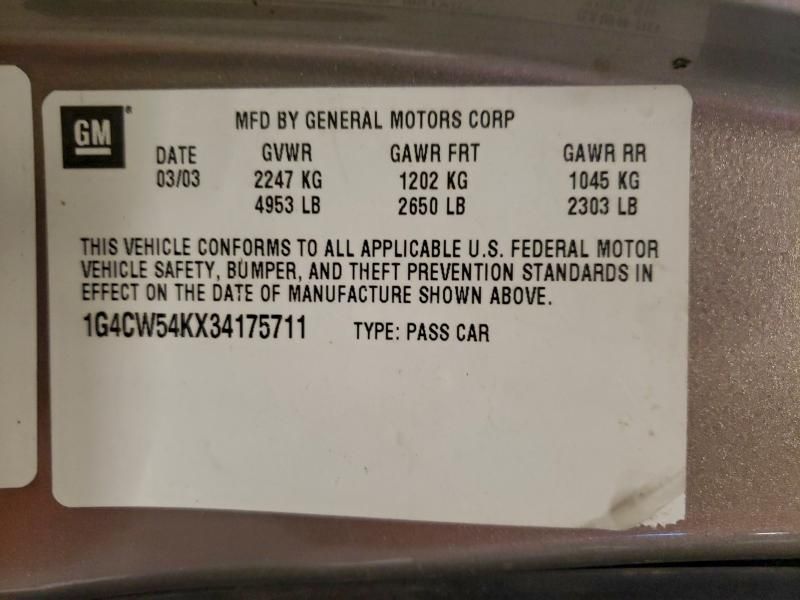 GM®
MFD BY GENERAL MOTORS CORP
DATE GVWR GAWR FRT GAWR RR
03/03 2247 KG 1202 KG 1045 KG
4953 LB 2650 LB 2303 LB
THIS VEHICLE CONFORMS TO ALL APPLICABLE U.S. FEDERAL MOTOR
VEHICLE SAFETY, BUMPER, AND THEFT PREVENTION STANDARDS IN
EFFECT ON THE DATE OF MANUFACTURE SHOWN ABOVE.
1G4CW54KX34175711 TYPE: PASS CAR